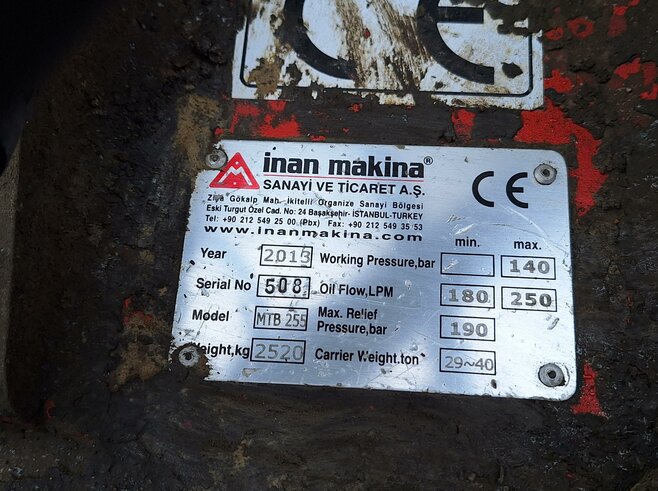 CE
inan makina®
SANAYİ VE TİCARET A.Ş.
CE
Ziya Gökalp Mah. İkitelli Organize Sanayi Bölgesi
Eski Turgut Özel Cad. No: 24 Başakşehir- İSTANBUL-TURKEY
Tel: +90 212 549 25 00 (Pbx) Fax: +90 212 549 35 53
www.inanmakina.com
min. max.
Year 2013 Working Pressure,bar 140
Serial No 508 Oil Flow,LPM 180 250
Model MTB 255 Max. Relief Pressure,bar 190
Weight,kg 2520 Carrier Weight.ton 29~40